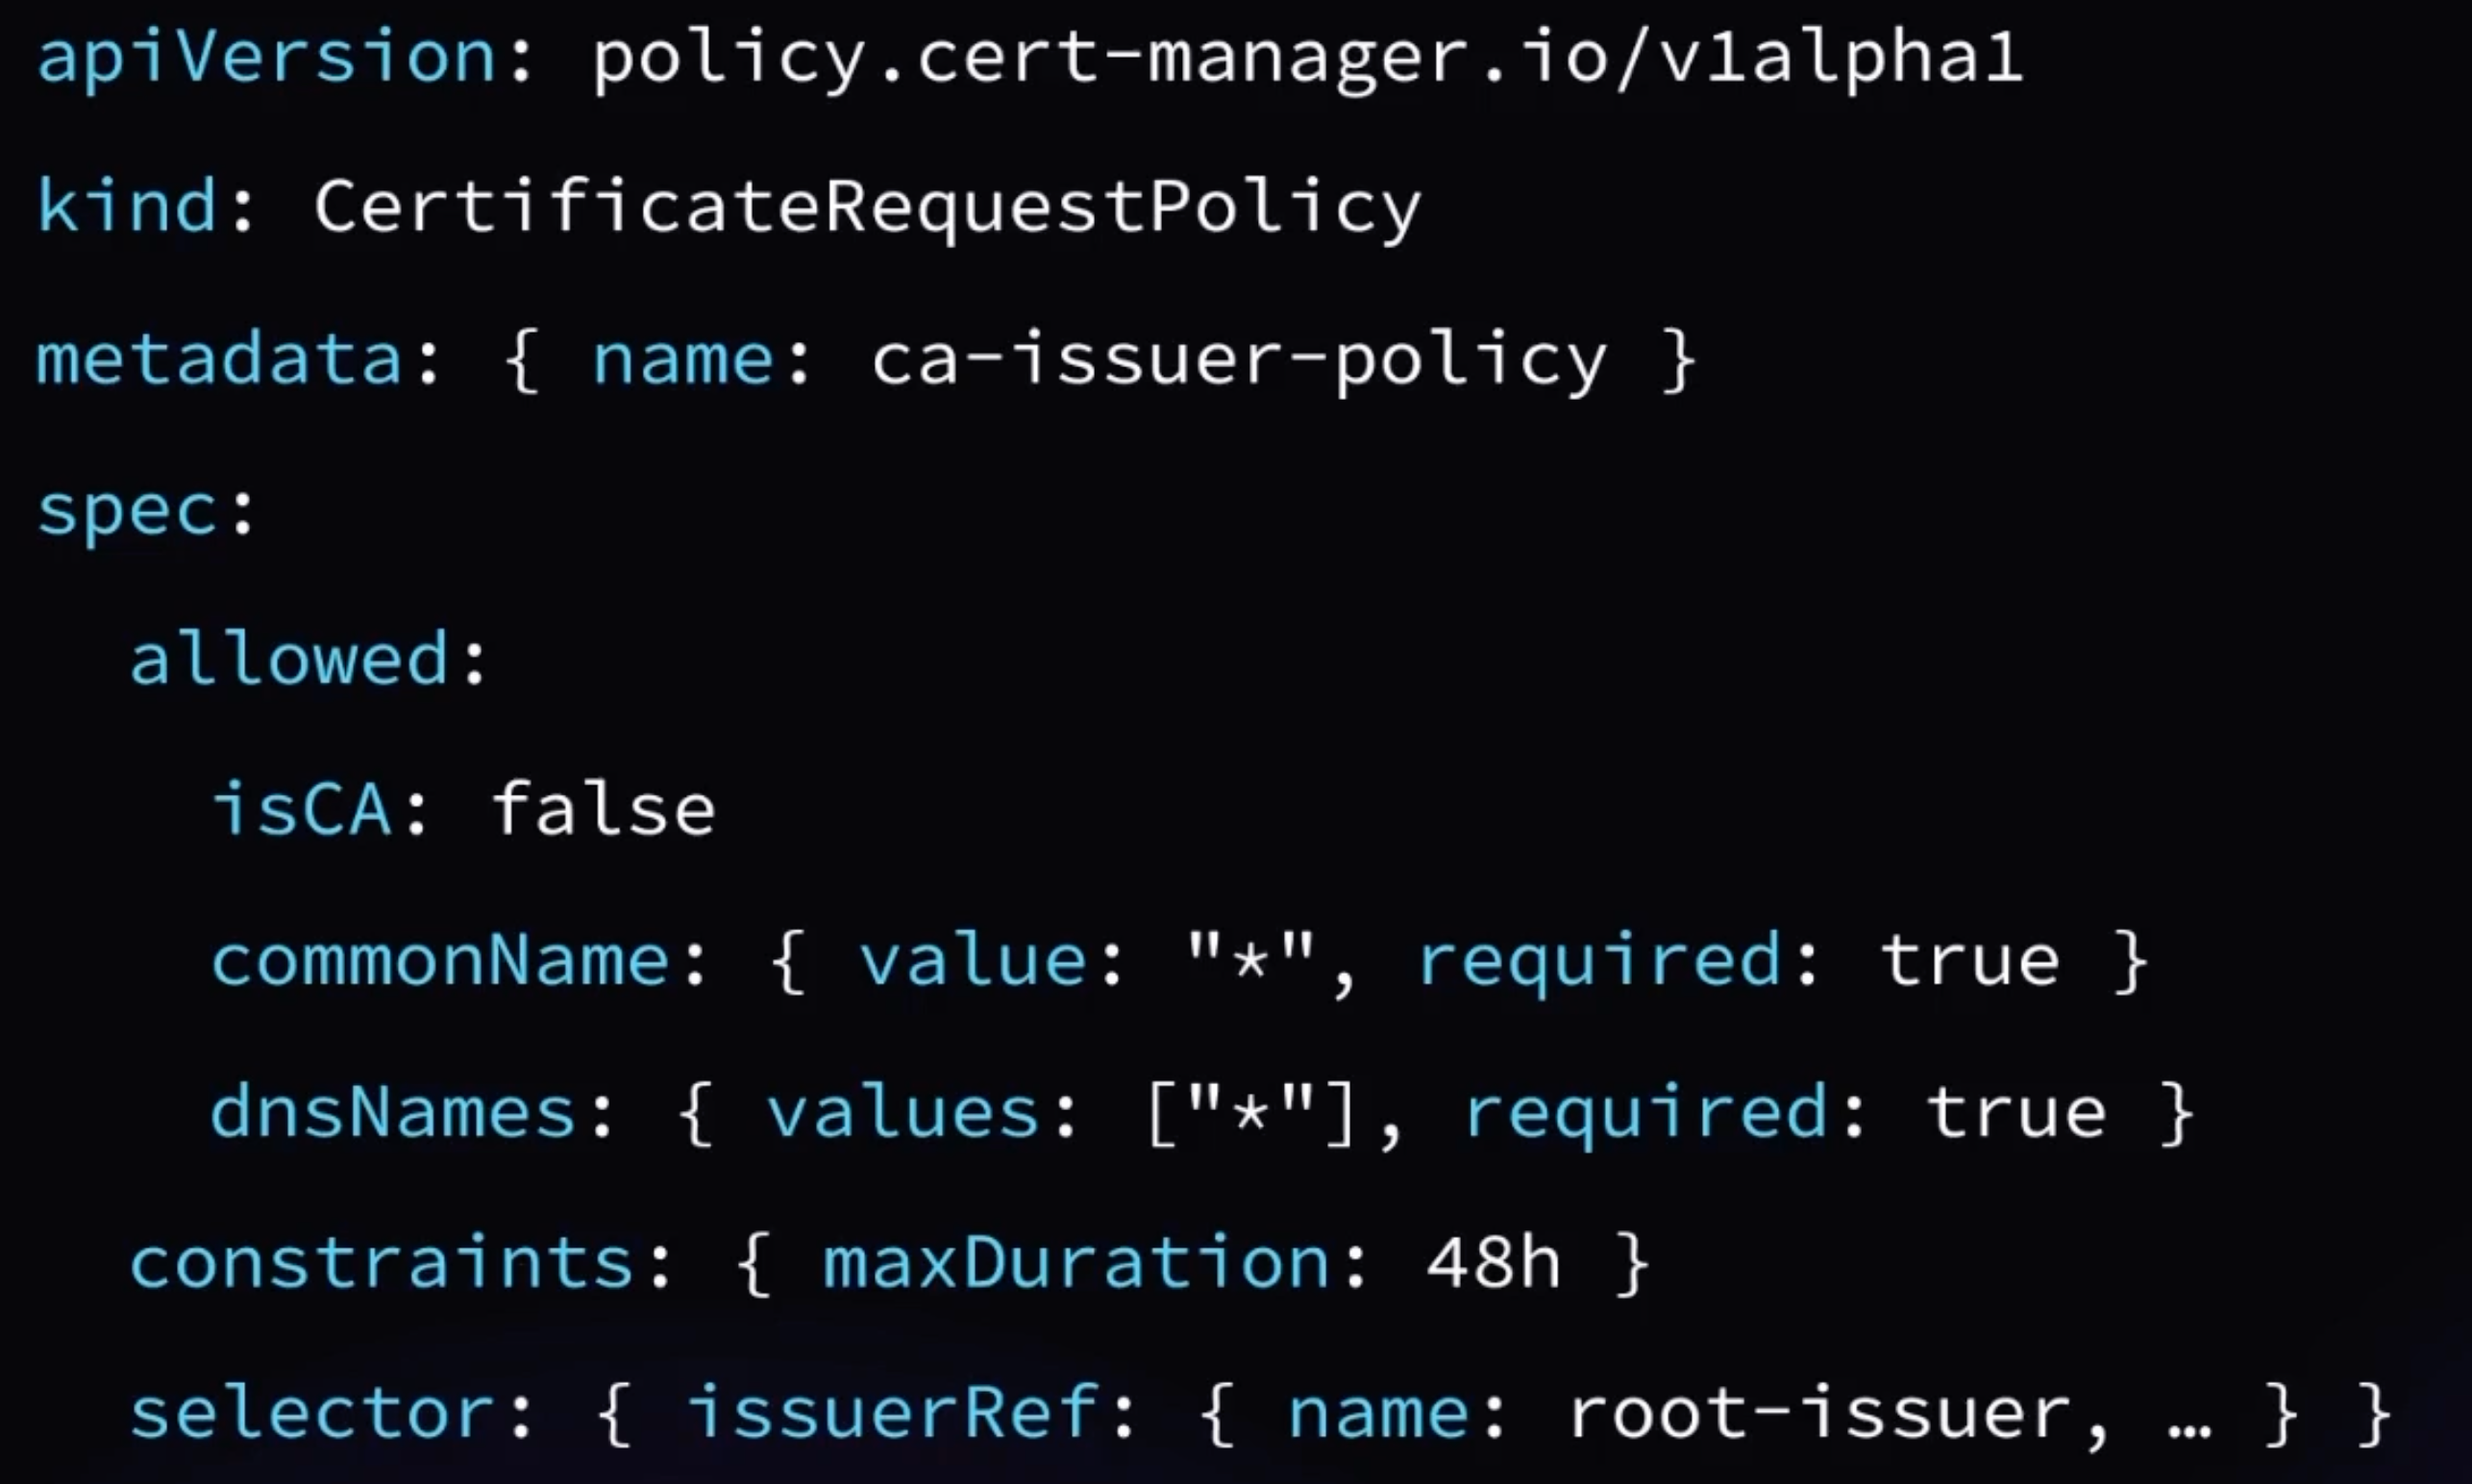 apiVersion: policy.cert-manager.io/v1alpha1
kind: CertificateRequestPolicy
metadata: { name: ca-issuer-policy }
spec:
  allowed:
    isCA: false
    commonName: { value: "*", required: true }
    dnsNames: { values: ["*"], required: true }
  constraints: { maxDuration: 48h }
  selector: { issuerRef: { name: root-issuer, … } }